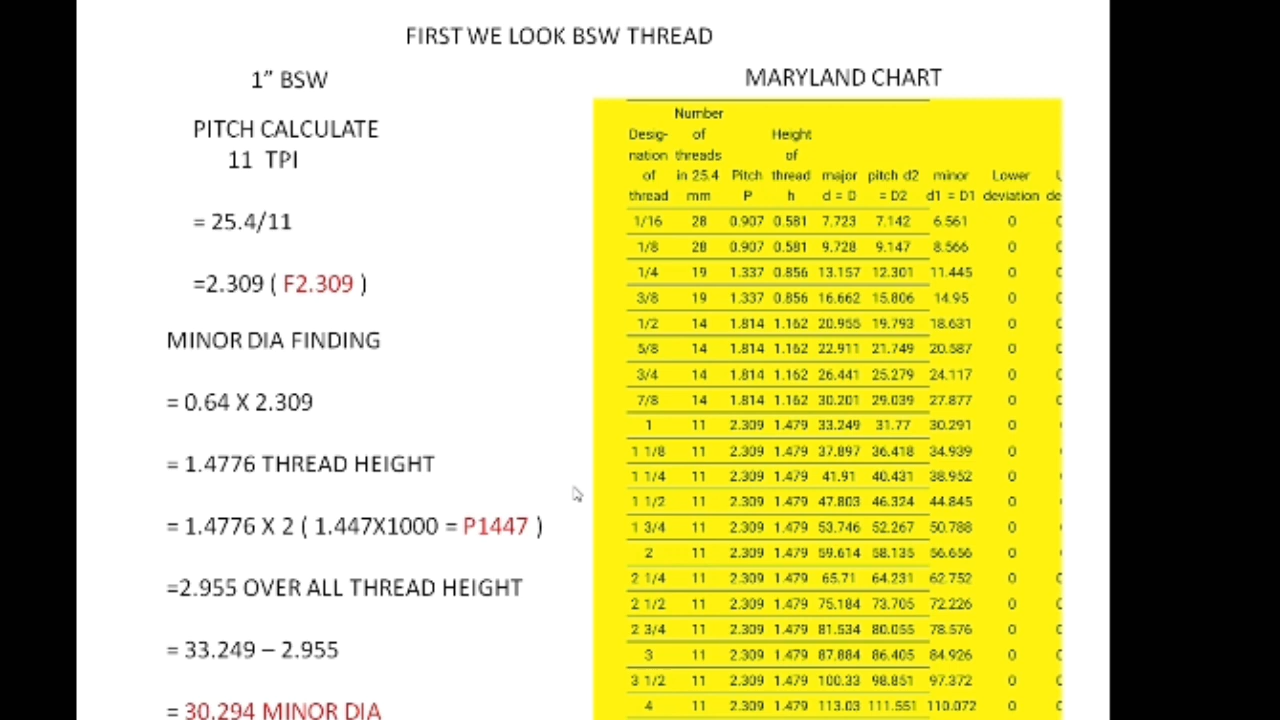 FIRST WE LOOK BSW THREAD
1” BSW
PITCH CALCULATE
11 TPI
= 25.4/11
=2.309 ( F2.309 )
MINOR DIA FINDING
= 0.64 X 2.309
= 1.4776 THREAD HEIGHT
= 1.4776 X 2 ( 1.447X1000 = P1447 )
=2.955 OVER ALL THREAD HEIGHT
= 33.249 – 2.955
= 30.294 MINOR DIA
MARYLAND CHART
Number
Desig- of Height
nation threads of
of in 25.4 Pitch thread major pitch d2 minor Lower
thread mm P h d = D = D2 d1 = D1 deviation de
1/16 28 0.907 0.581 7.723 7.142 6.561 0
1/8 28 0.907 0.581 9.728 9.147 8.566 0
1/4 19 1.337 0.856 13.157 12.301 11.445 0
3/8 19 1.337 0.856 16.662 15.806 14.95 0
1/2 14 1.814 1.162 20.955 19.793 18.631 0
5/8 14 1.814 1.162 22.911 21.749 20.587 0
3/4 14 1.814 1.162 26.441 25.279 24.117 0
7/8 14 1.814 1.162 30.201 29.039 27.877 0
1 11 2.309 1.479 33.249 31.77 30.291 0
1 1/8 11 2.309 1.479 37.897 36.418 34.939 0
1 1/4 11 2.309 1.479 41.91 40.431 38.952 0
1 1/2 11 2.309 1.479 47.803 46.324 44.845 0
1 3/4 11 2.309 1.479 53.746 52.267 50.788 0
2 11 2.309 1.479 59.614 58.135 56.656 0
2 1/4 11 2.309 1.479 65.71 64.231 62.752 0
2 1/2 11 2.309 1.479 75.184 73.705 72.226 0
2 3/4 11 2.309 1.479 81.534 80.055 78.576 0
3 11 2.309 1.479 87.884 86.405 84.926 0
3 1/2 11 2.309 1.479 100.33 98.851 97.372 0
4 11 2.309 1.479 113.03 111.551 110.072 0